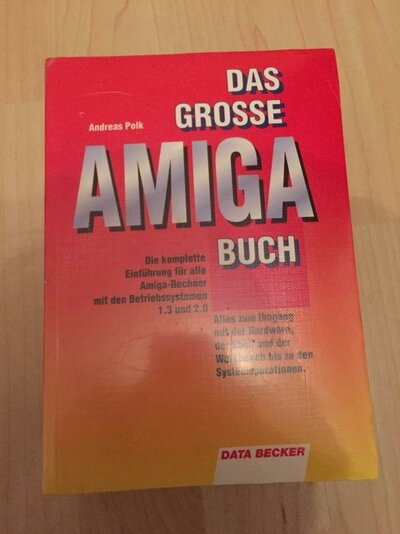 DAS
GROSSE
Andreas Polk
AMIGA
BUCH
Die komplette
Einführung für alle
Amiga-Rechner
mit den Betriebssystemen
1.3 und 2.0
Alles zum Umgang
mit der Hardware,
der Shell und der
Workbench bis zu den
Systemoperationen.
DATA BECKER